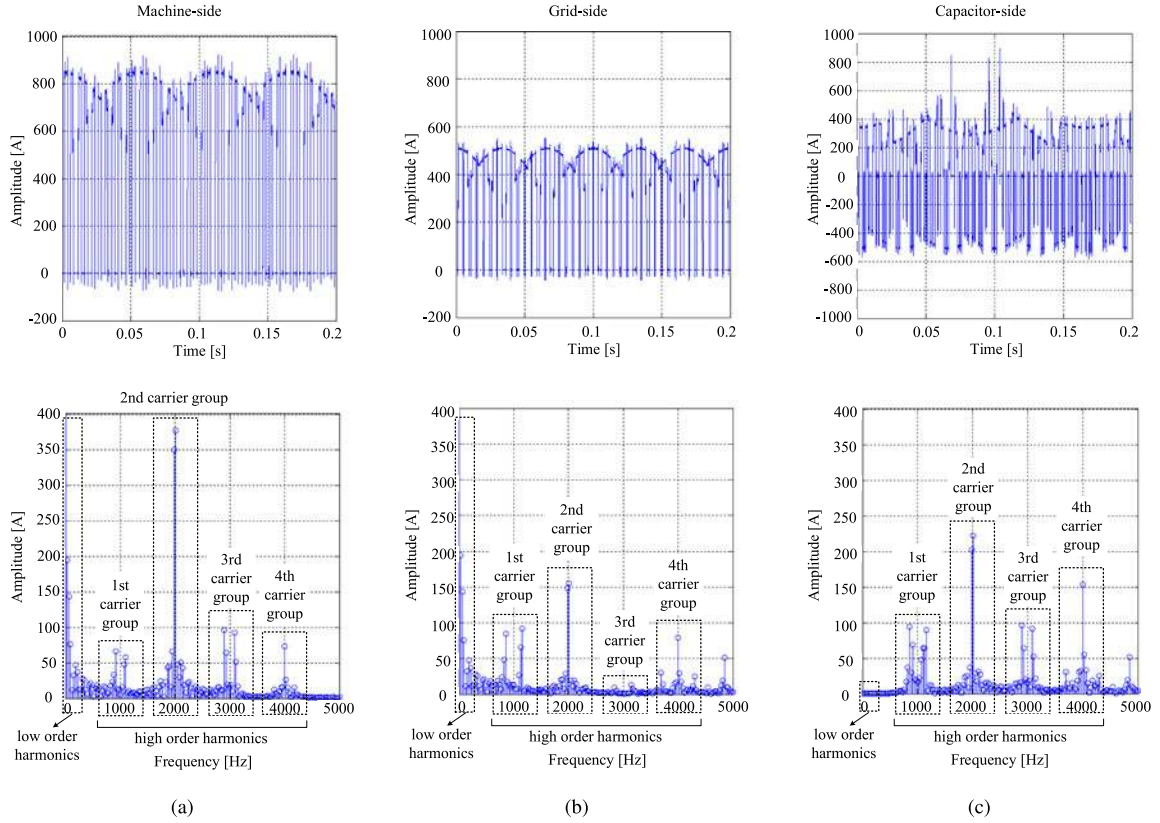 Machine-side
Grid-side
Capacitor-side
1000
800
600
400
200
0
-200
Amplitude [A]
0
0.05
0.1
0.15
0.2
Time [s]
1000
800
600
400
200
0
-200
Amplitude [A]
0
0.05
0.1
0.15
0.2
Time [s]
1000
800
600
400
200
0
-200
-400
-600
-800
-1000
Amplitude [A]
0
0.05
0.1
0.15
0.2
Time [s]
2nd carrier group
400
350
300
250
200
150
100
50
0
Amplitude [A]
1st
carrier
group
3rd
carrier
group
4th
carrier
group
0
1000
2000
3000
4000
5000
low order
harmonics
high order harmonics
Frequency [Hz]
(a)
400
350
300
250
200
150
100
50
0
Amplitude [A]
1st
carrier
group
2nd
carrier
group
3rd
carrier
group
4th
carrier
group
0
1000
2000
3000
4000
5000
low order
harmonics
high order harmonics
Frequency [Hz]
(b)
400
350
300
250
200
150
100
50
0
Amplitude [A]
1st
carrier
group
2nd
carrier
group
3rd
carrier
group
4th
carrier
group
0
1000
2000
3000
4000
5000
low order
harmonics
high order harmonics
Frequency [Hz]
(c)